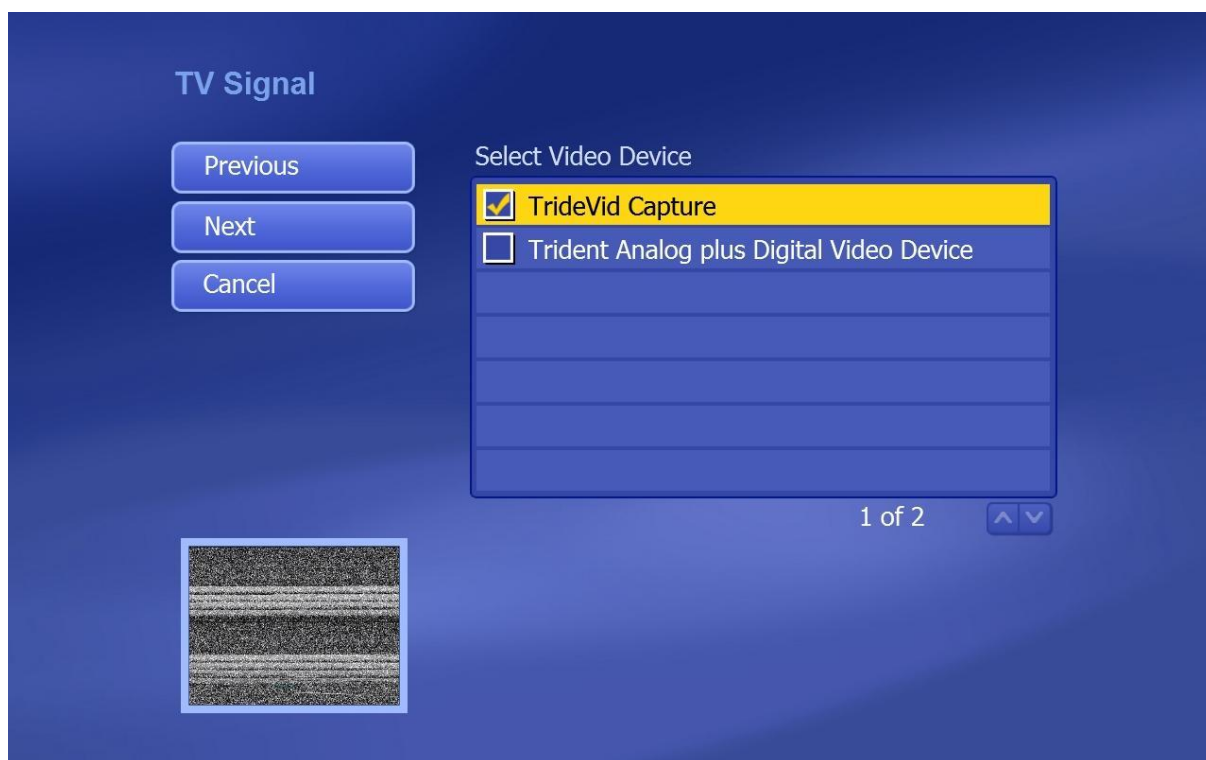 TV Signal
Previous
Next
Cancel
Select Video Device
TrideVid Capture
Trident Analog plus Digital Video Device
1 of 2